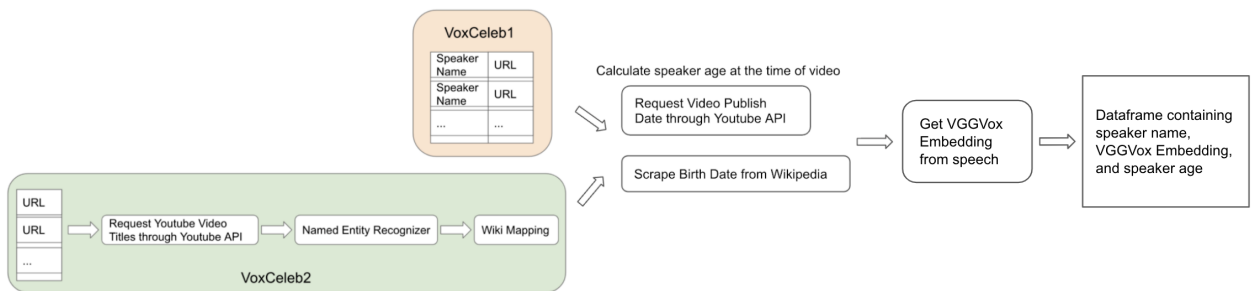 VoxCeleb1
Speaker Name URL
Speaker Name URL
... ...
URL
URL
...
Request Youtube Video
Titles through Youtube API
Named Entity Recognizer
Wiki Mapping
VoxCeleb2
Calculate speaker age at the time of video
Request Video Publish
Date through Youtube API
Scrape Birth Date from Wikipedia
Get VGGVox
Embedding
from speech
Dataframe containing
speaker name,
VGGVox Embedding,
and speaker age